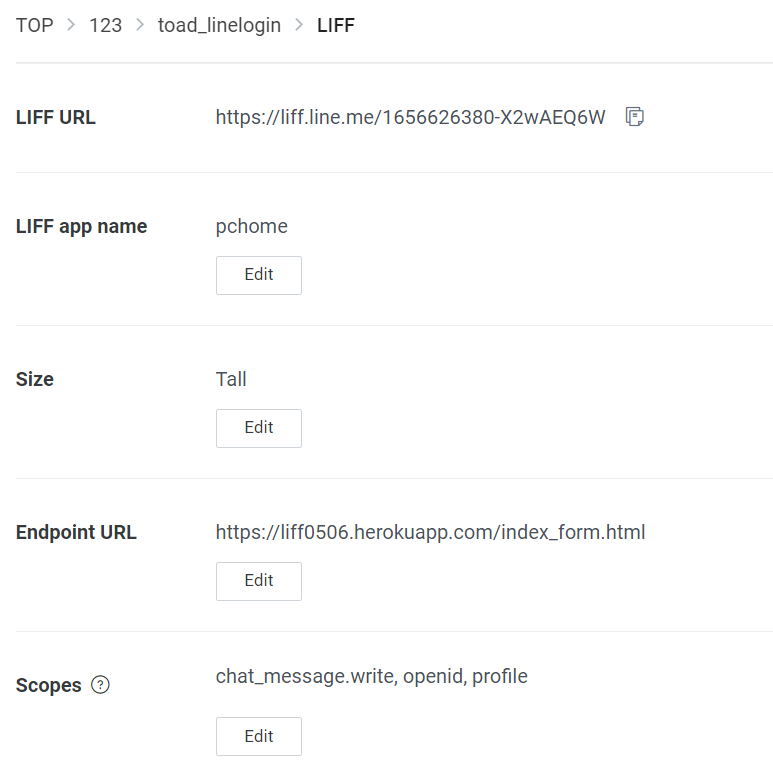 TOP > 123 > toad_linelogin > LIFF
LIFF URL https://liff.line.me/1656626380-X2wAEQ6W
LIFF app name pchome
Edit
Size Tall
Edit
Endpoint URL https://liff0506.herokuapp.com/index_form.html
Edit
Scopes ? chat_message.write, openid, profile
Edit